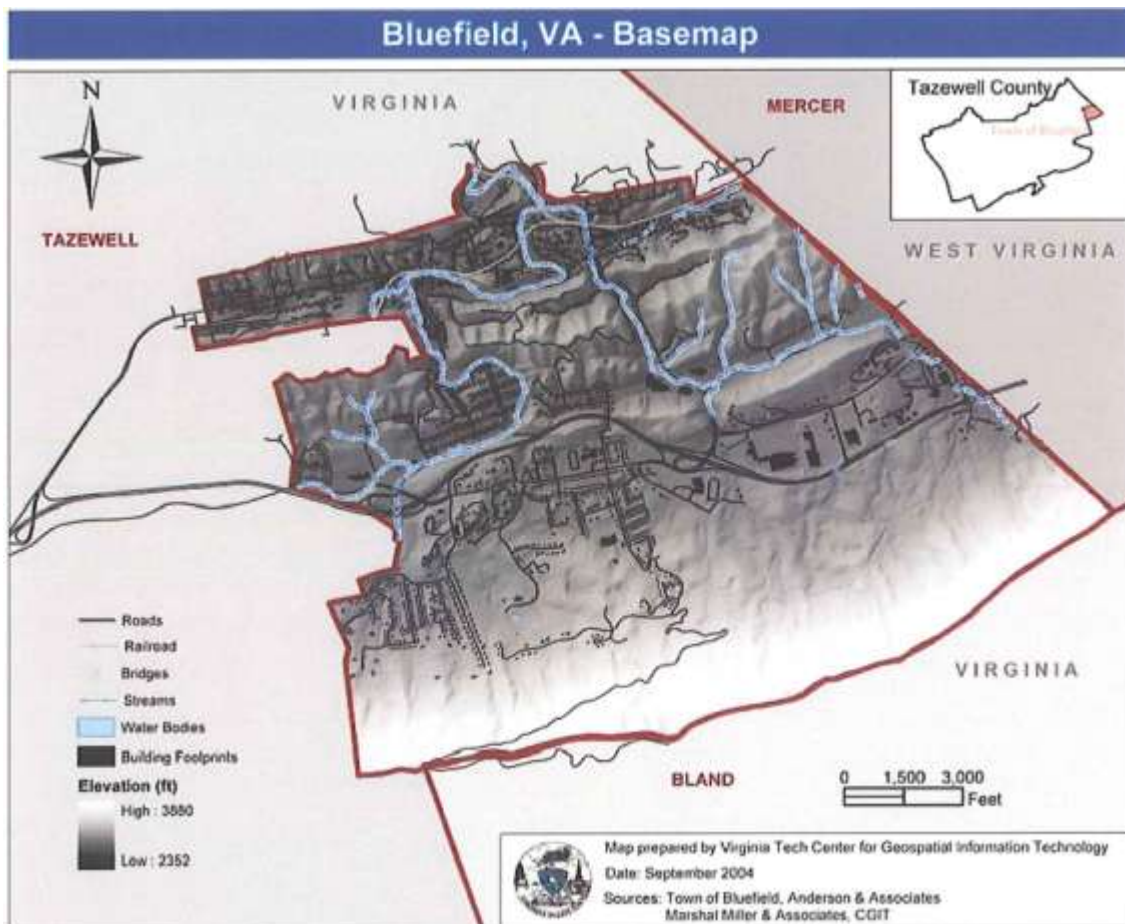 Bluefield, VA - Basemap
N
VIRGINIA
MERCER
Tazewell County
TAZEWELL
WEST VIRGINIA
Roads
Railroad
Bridges
Streams
Water Bodies
Building Footprints
Elevation (ft)
High : 3880
Low : 2352
VIRGINIA
BLAND
0 1,500 3,000
Feet
Map prepared by Virginia Tech Center for Geospatial Information Technology
Date: September 2004
Sources: Town of Bluefield, Anderson & Associates
Marshal Miller & Associates, CGIT